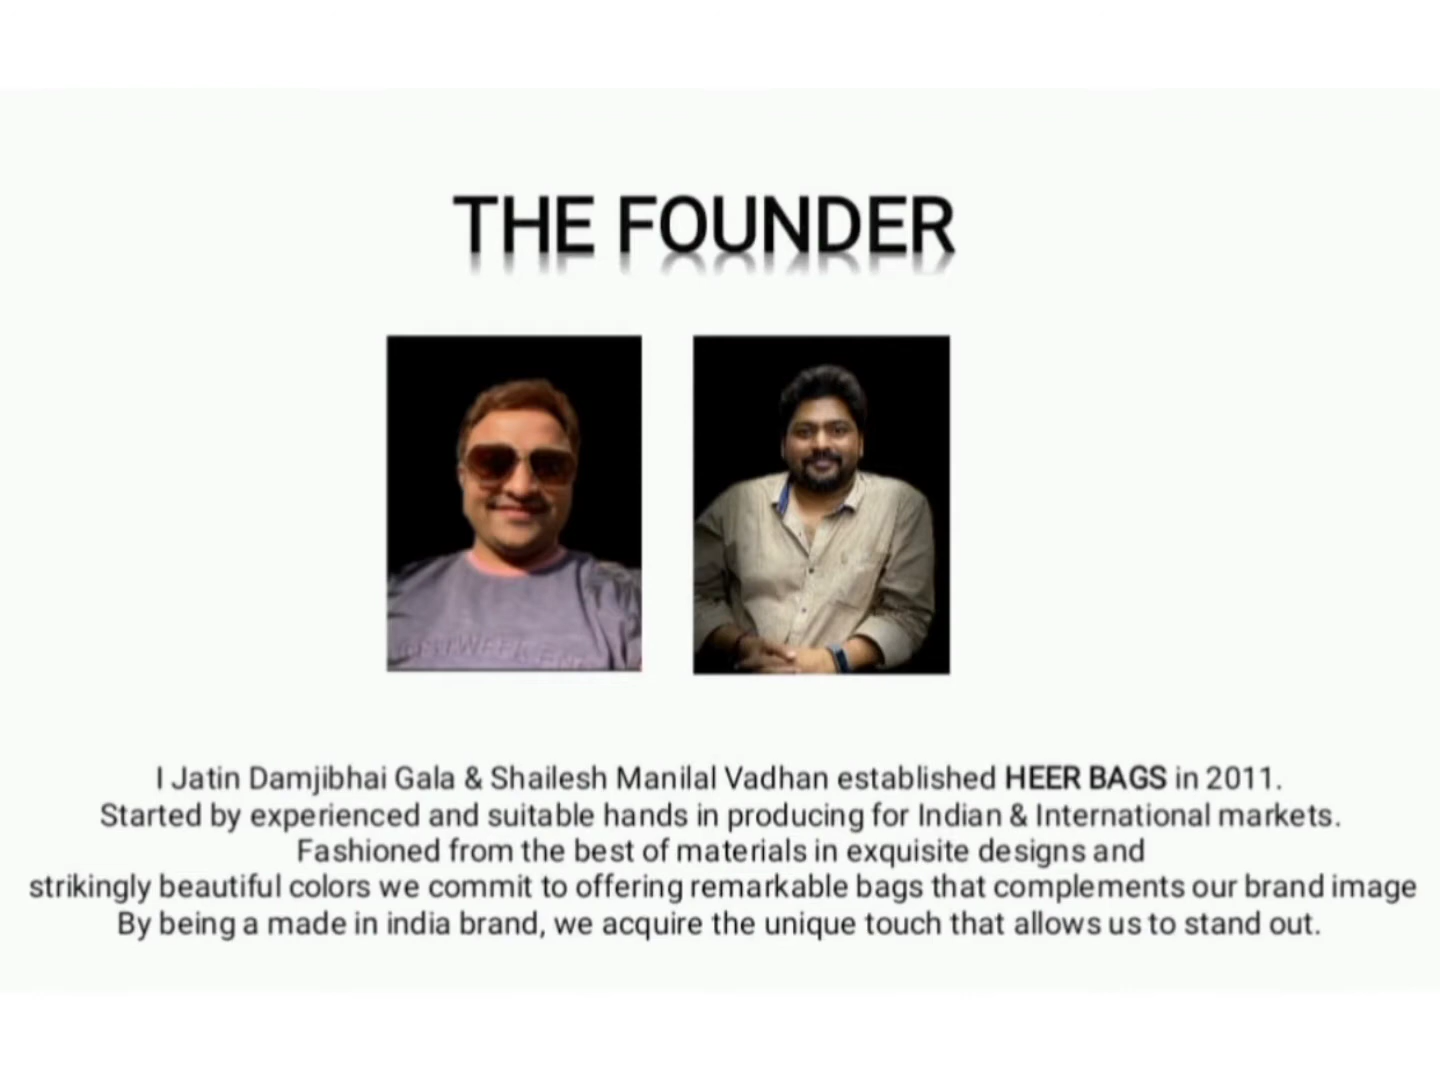 THE FOUNDER
I Jatin Damjibhai Gala & Shailesh Manilal Vadhan established HEER BAGS in 2011.
Started by experienced and suitable hands in producing for Indian & International markets.
Fashioned from the best of materials in exquisite designs and
strikingly beautiful colors we commit to offering remarkable bags that complements our brand image
By being a made in india brand, we acquire the unique touch that allows us to stand out.